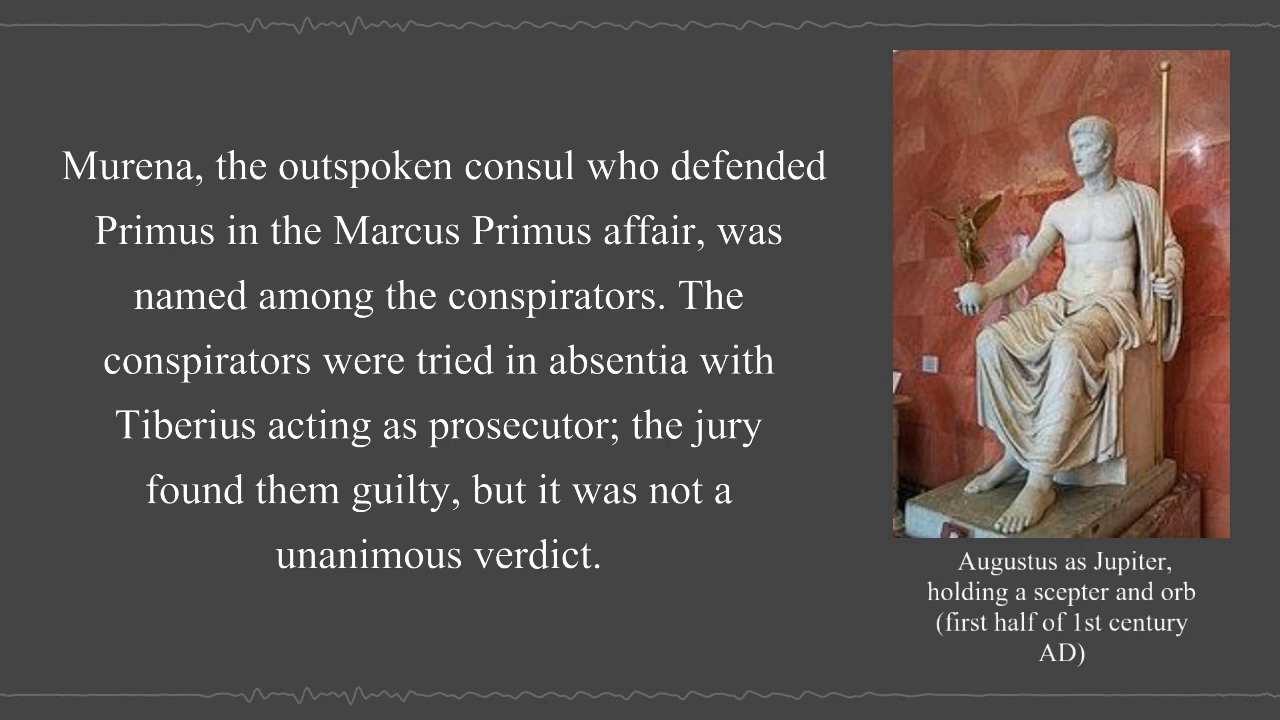 Murena, the outspoken consul who defended
Primus in the Marcus Primus affair, was
named among the conspirators. The
conspirators were tried in absentia with
Tiberius acting as prosecutor; the jury
found them guilty, but it was not a
unanimous verdict.
Augustus as Jupiter,
holding a scepter and orb
(first half of 1st century
AD)